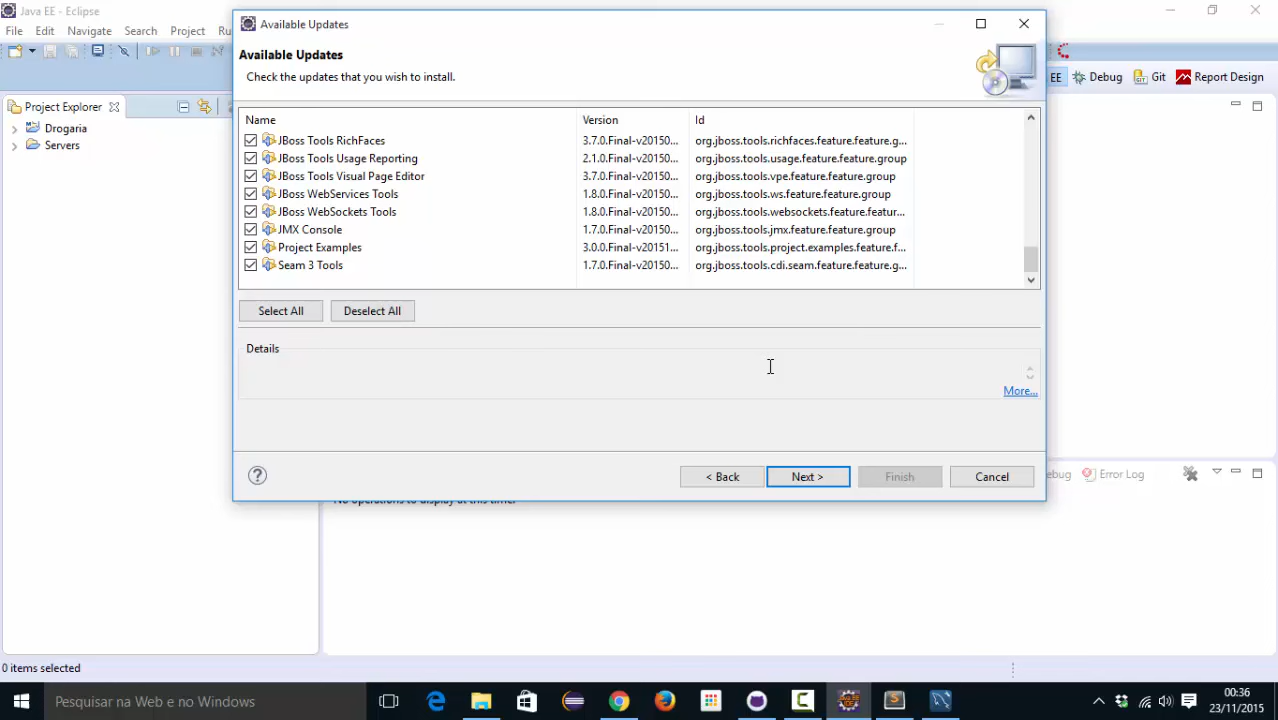 Java EE - Eclipse
File Edit Navigate Search Project Ru
Available Updates
Available Updates
Check the updates that you wish to install.
EE Debug Git Report Design
Project Explorer
Drogaria
Servers
Name Version Id
JBoss Tools RichFaces 3.7.0.Final-v20150... org.jboss.tools.richfaces.feature.feature.g...
JBoss Tools Usage Reporting 2.1.0.Final-v20150... org.jboss.tools.usage.feature.feature.group
JBoss Tools Visual Page Editor 3.7.0.Final-v20150... org.jboss.tools.vpe.feature.feature.group
JBoss WebServices Tools 1.8.0.Final-v20150... org.jboss.tools.ws.feature.feature.group
JBoss WebSockets Tools 1.8.0.Final-v20150... org.jboss.tools.websockets.feature.featur...
JMX Console 1.7.0.Final-v20150... org.jboss.tools.jmx.feature.feature.group
Project Examples 3.0.0.Final-v20151... org.jboss.tools.project.examples.feature.f...
Seam 3 Tools 1.7.0.Final-v20150... org.jboss.tools.cdi.seam.feature.feature.g...
Select All Deselect All
Details
More...
< Back Next > Finish Cancel
ebug Error Log
No operations to display at this time.
0 items selected
Pesquisar na Web e no Windows
00:36
23/11/2015